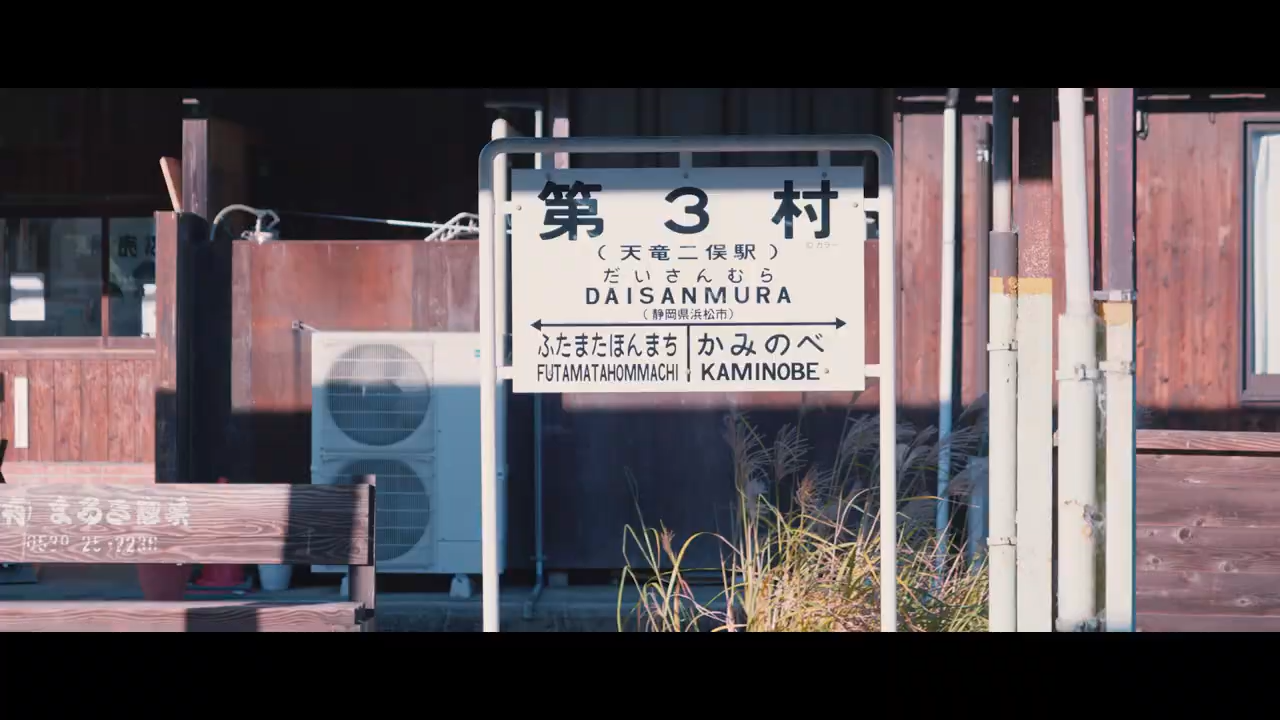 第3村
©カラー
(天竜二俣駅)
だいさんむら
DAISANMURA
(静岡県浜松市)
ふたまたほんまち かみのべ
FUTAMATAHOMMACHI KAMINOBE